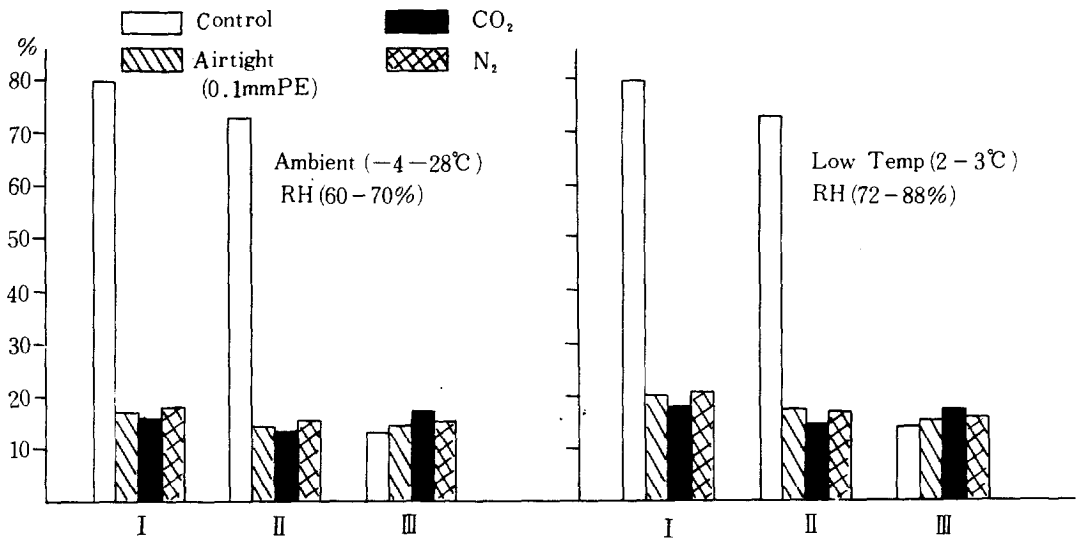 Control
CO₂
Airtight
(0.1mmPE)
N₂
%
80
70
60
50
40
30
20
10
Ambient (−4−28℃)
RH (60−70%)
Low Temp (2−3℃)
RH (72−88%)
Ⅰ
Ⅱ
Ⅲ
Ⅰ
Ⅱ
Ⅲ